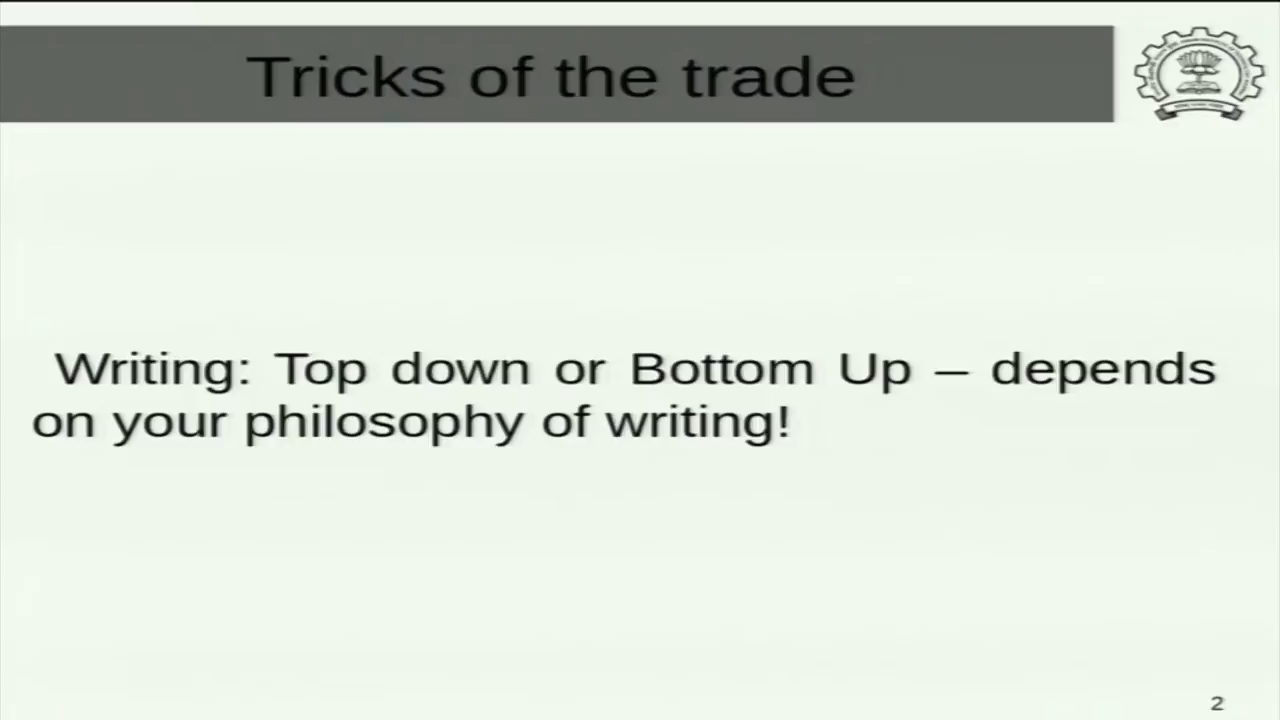 Tricks of the trade
Writing: Top down or Bottom Up – depends
on your philosophy of writing!
2